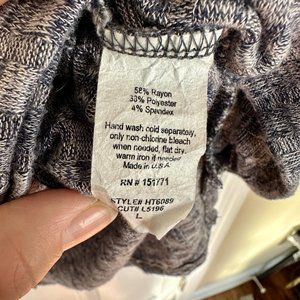 58% Rayon
38% Polyester
4% Spandex
Hand wash cold separately,
only non-chlorine bleach
when needed, flat dry.
warm iron if needed
Made in U.S.A.
RN # 151771
STYLE# HT6089
CUT# L5196
L